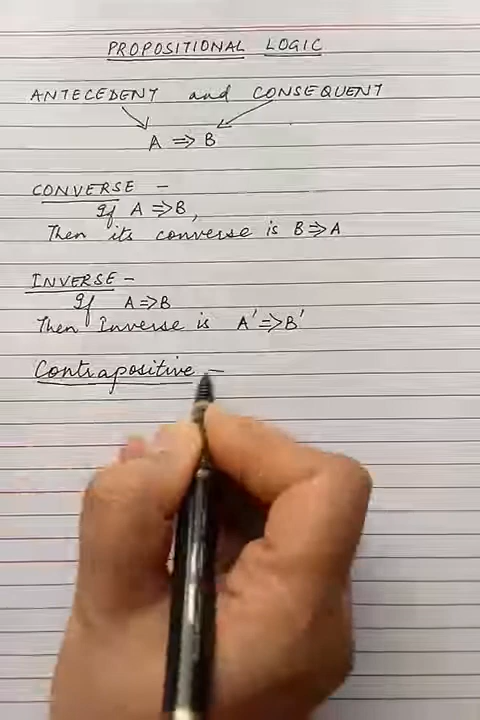 PROPOSITIONAL LOGIC
ANTECEDENT and CONSEQUENT
A ⇒ B
CONVERSE -
If A ⇒ B,
Then its converse is B ⇒ A
INVERSE -
If A ⇒ B
Then Inverse is A' ⇒ B'
Contrapositive -